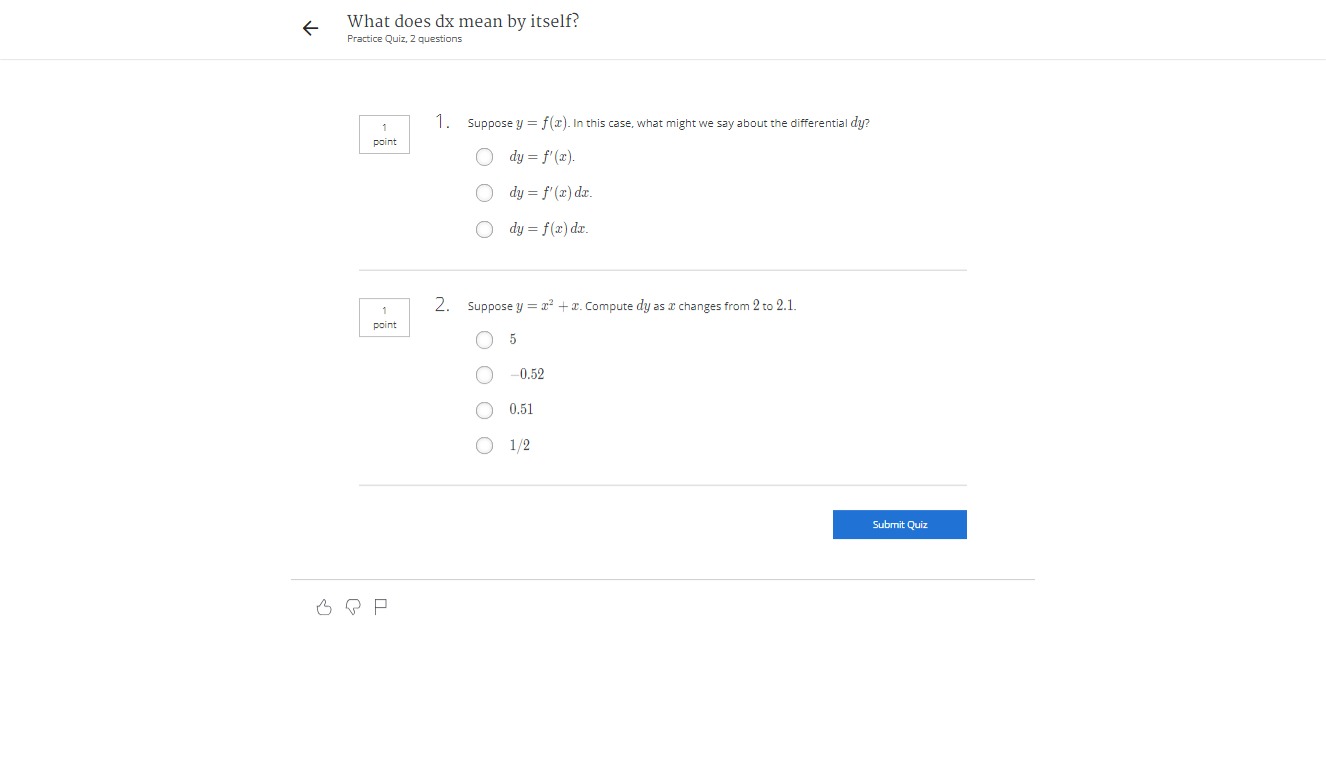 What does dx mean by itself?
Practice Quiz, 2 questions
1
point
1. Suppose y = f(x). In this case, what might we say about the differential dy?
dy = f′(x).
dy = f′(x) dx.
dy = f(x) dx.
1
point
2. Suppose y = x² + x. Compute dy as x changes from 2 to 2.1.
5
−0.52
0.51
1/2
Submit Quiz